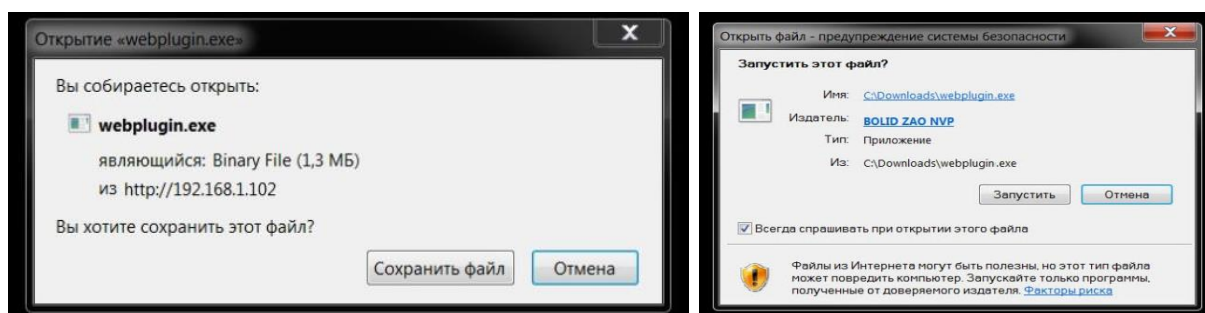 Открытие «webplugin.exe»
Вы собираетесь открыть:
webplugin.exe
являющийся: Binary File (1,3 МБ)
из http://192.168.1.102
Вы хотите сохранить этот файл?
Сохранить файл
Отмена
Открыть файл - предупреждение системы безопасности
Запустить этот файл?
Имя: C:\Downloads\webplugin.exe
Издатель: BOLID ZAO NVP
Тип: Приложение
Из: C:\Downloads\webplugin.exe
Запустить
Отмена
Всегда спрашивать при открытии этого файла
Файлы из Интернета могут быть полезны, но этот тип файла
может повредить компьютер. Запускайте только программы,
полученные от доверяемого издателя. Факторы риска